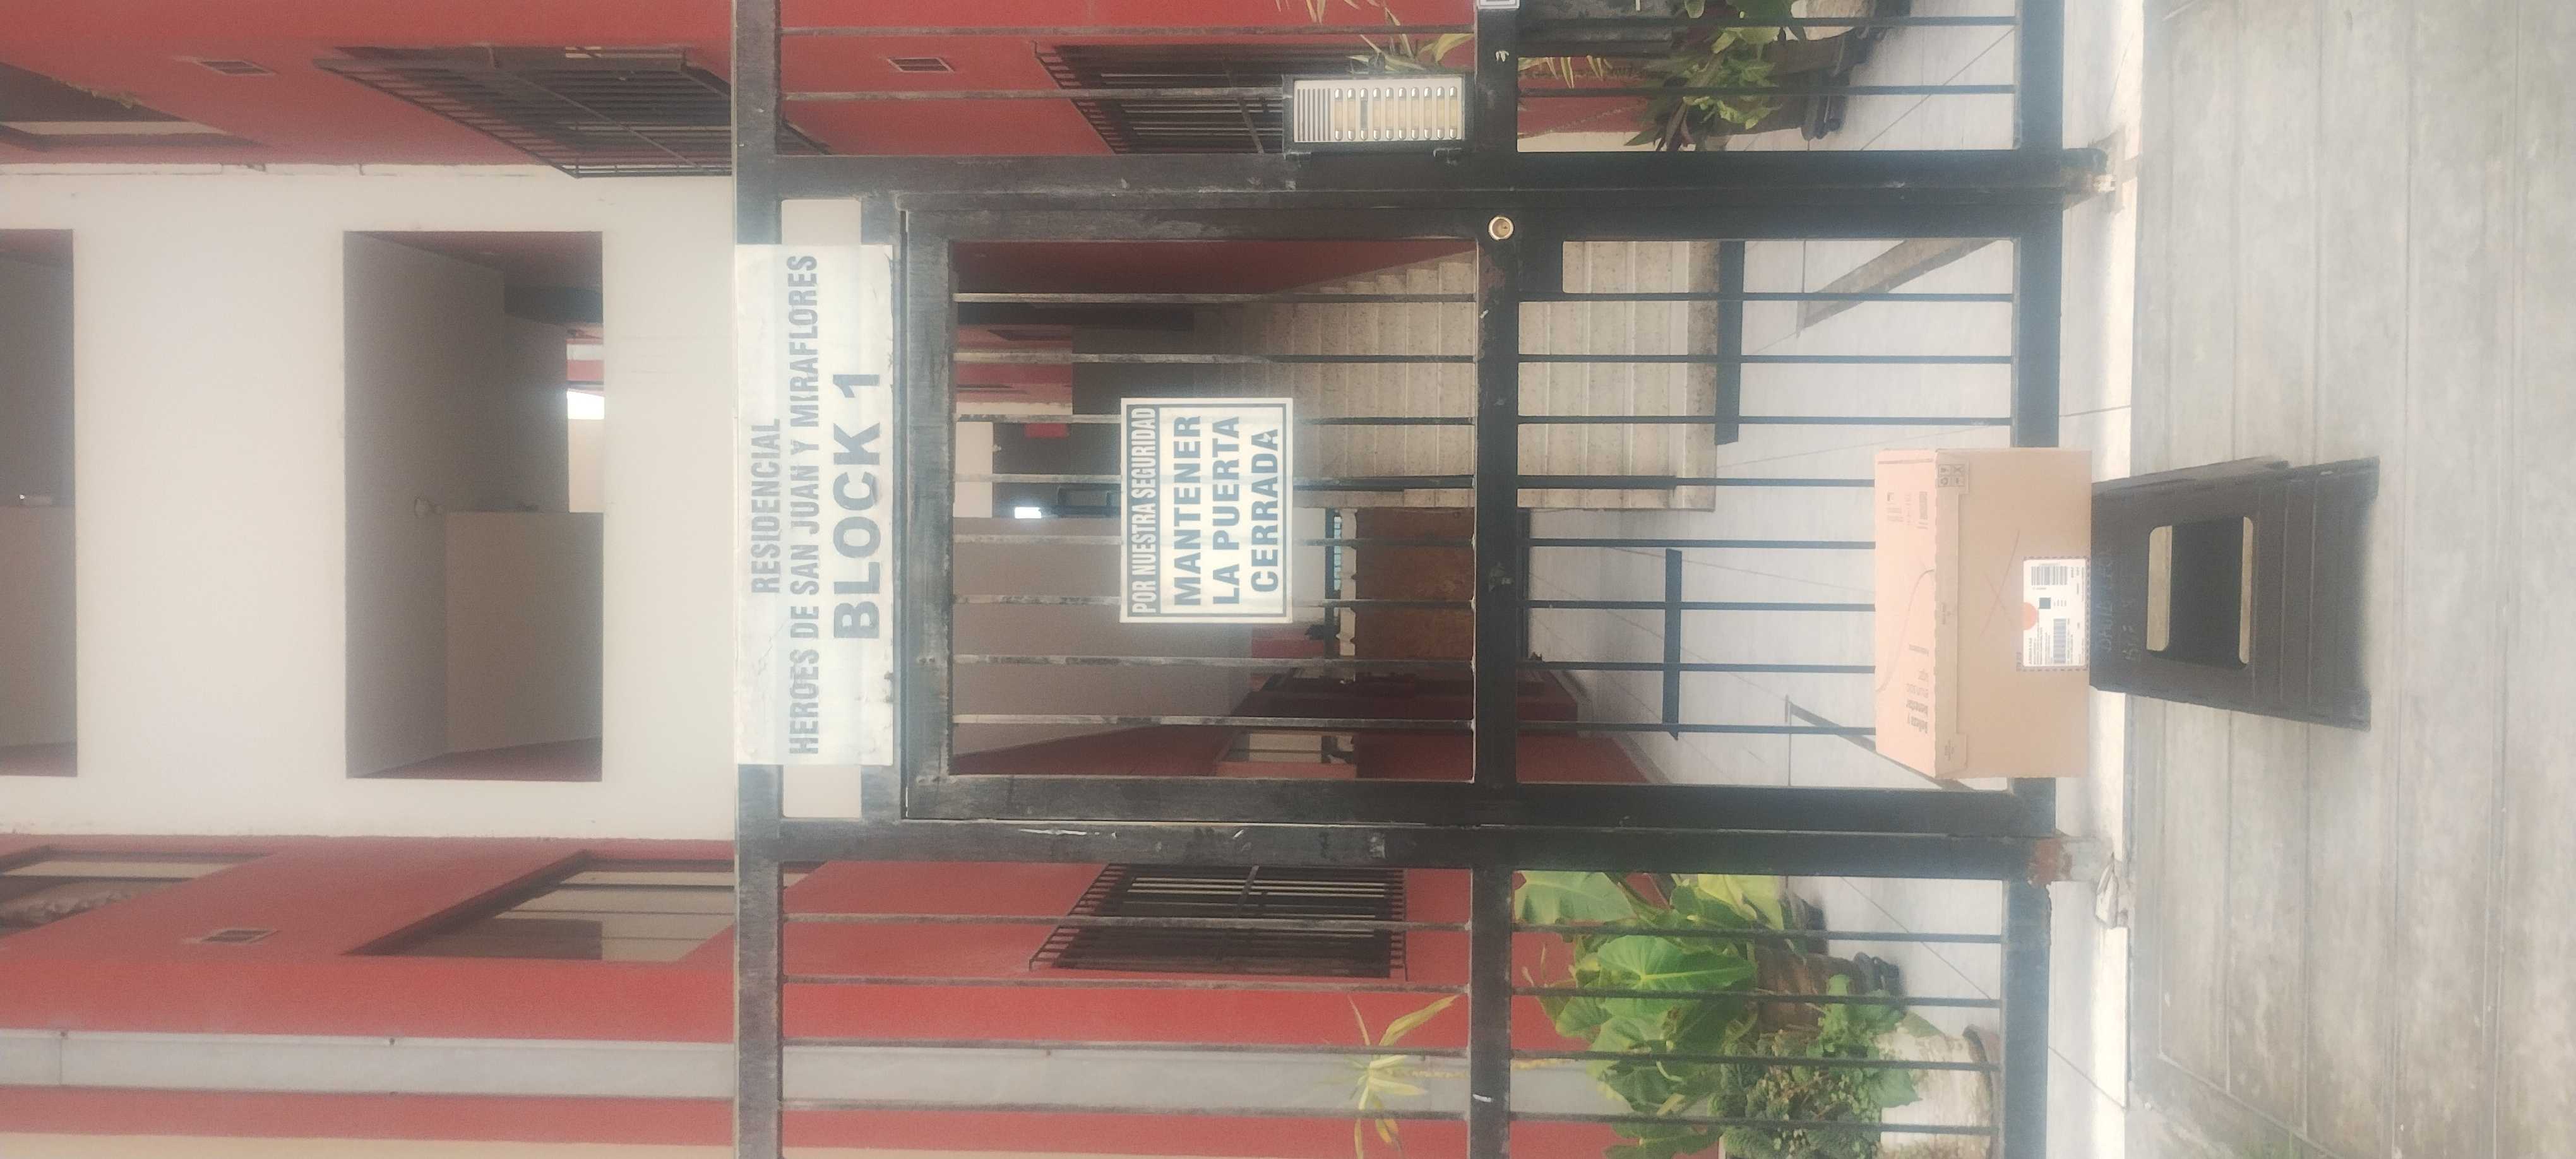 RESIDENCIAL
HEROES DE SAN JUAN Y MIRAFLORES
BLOCK 1
POR NUESTRA SEGURIDAD
MANTENER
LA PUERTA
CERRADA